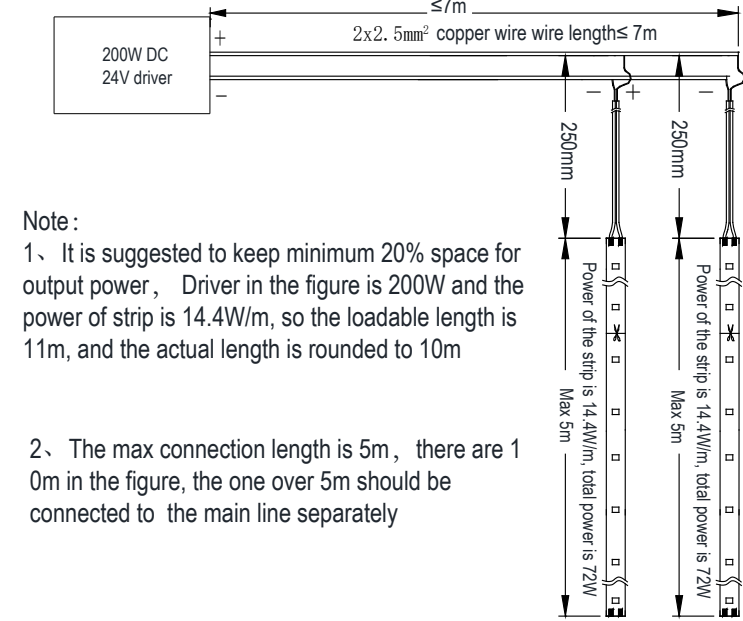 ≤7m
2x2.5mm² copper wire wire length≤ 7m
200W DC
24V driver
+
−
− +
−
250mm
250mm
Note :
1、It is suggested to keep minimum 20% space for
output power， Driver in the figure is 200W and the
power of strip is 14.4W/m, so the loadable length is
11m, and the actual length is rounded to 10m
2、 The max connection length is 5m，there are 1
0m in the figure, the one over 5m should be
connected to the main line separately
Max 5m
Power of the strip is 14.4W/m, total power is 72W
Max 5m
Power of the strip is 14.4W/m, total power is 72W